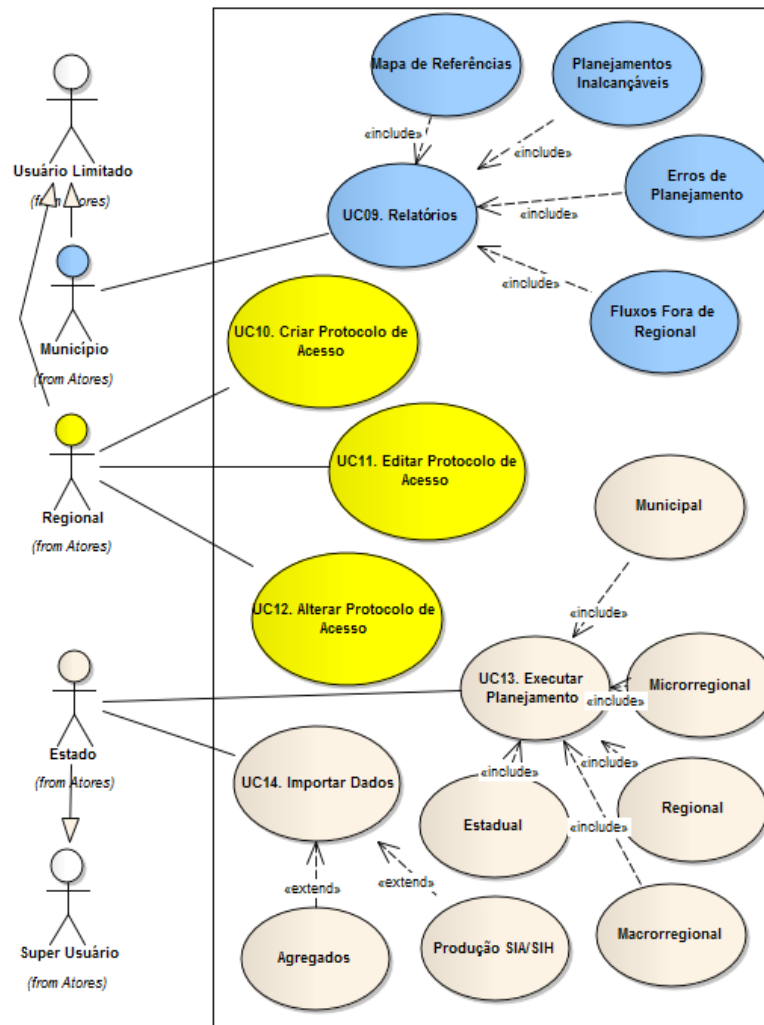 Mapa de Referências
Planejamentos
Inalcançáveis
«include»
«include»
Usuário Limitado
(from Atores)
Erros de
Planejamento
UC09. Relatórios
«include»
«include»
Fluxos Fora de
Regional
Município
(from Atores)
UC10. Criar Protocolo de
Acesso
Regional
(from Atores)
UC11. Editar Protocolo de
Acesso
Municipal
UC12. Alterar Protocolo de
Acesso
«include»
UC13. Executar
Planejamento
Microrregional
«include»
Estado
(from Atores)
UC14. Importar Dados
«include»
«include»
Estadual
Regional
«include»
«extend»
«extend»
Super Usuário
(from Atores)
Agregados
Produção SIA/SIH
Macrorregional